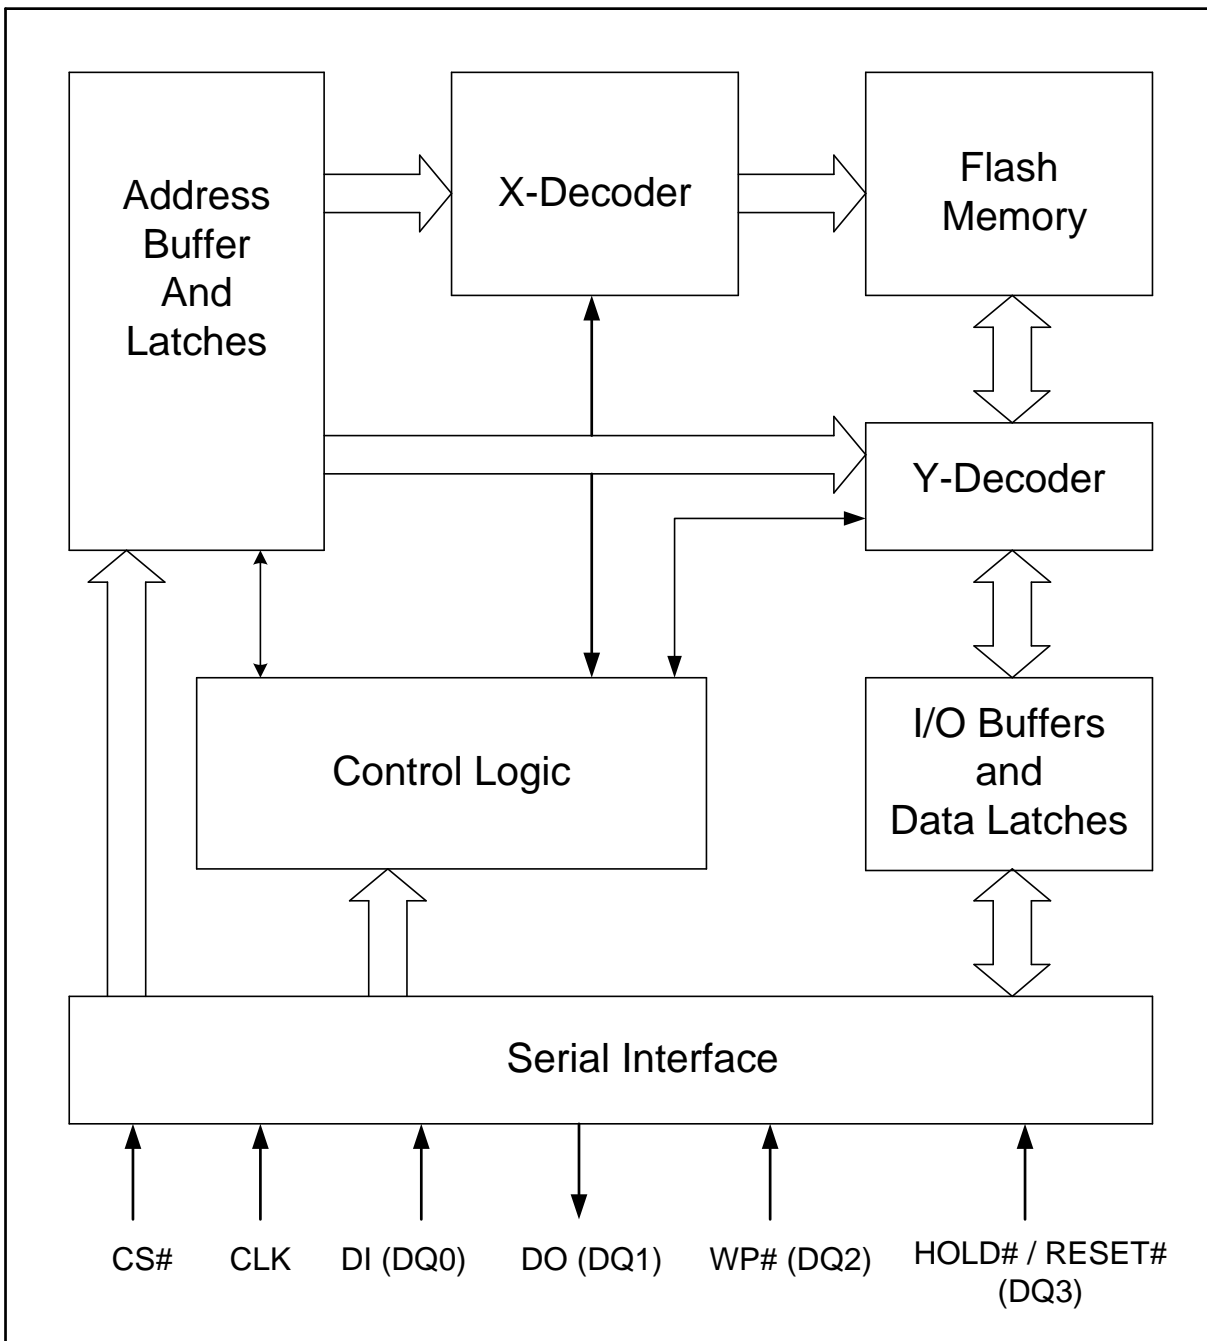 Address
Buffer
And
Latches
X-Decoder
Flash
Memory
Y-Decoder
Control Logic
I/O Buffers
and
Data Latches
Serial Interface
CS#
CLK
DI (DQ0)
DO (DQ1)
WP# (DQ2)
HOLD# / RESET#
(DQ3)